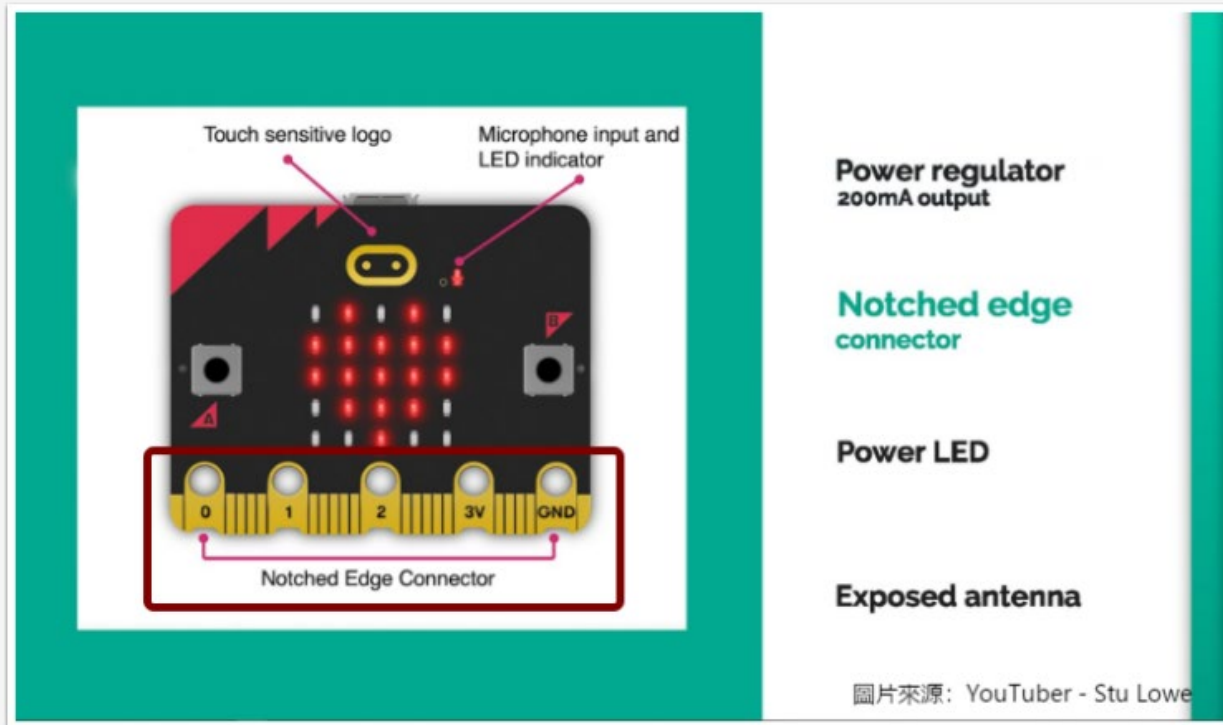 Touch sensitive logo
Microphone input and
LED indicator
B
A
0
1
2
3V
GND
Notched Edge Connector
Power regulator
200mA output
Notched edge
connector
Power LED
Exposed antenna
圖片來源：YouTuber - Stu Lowe